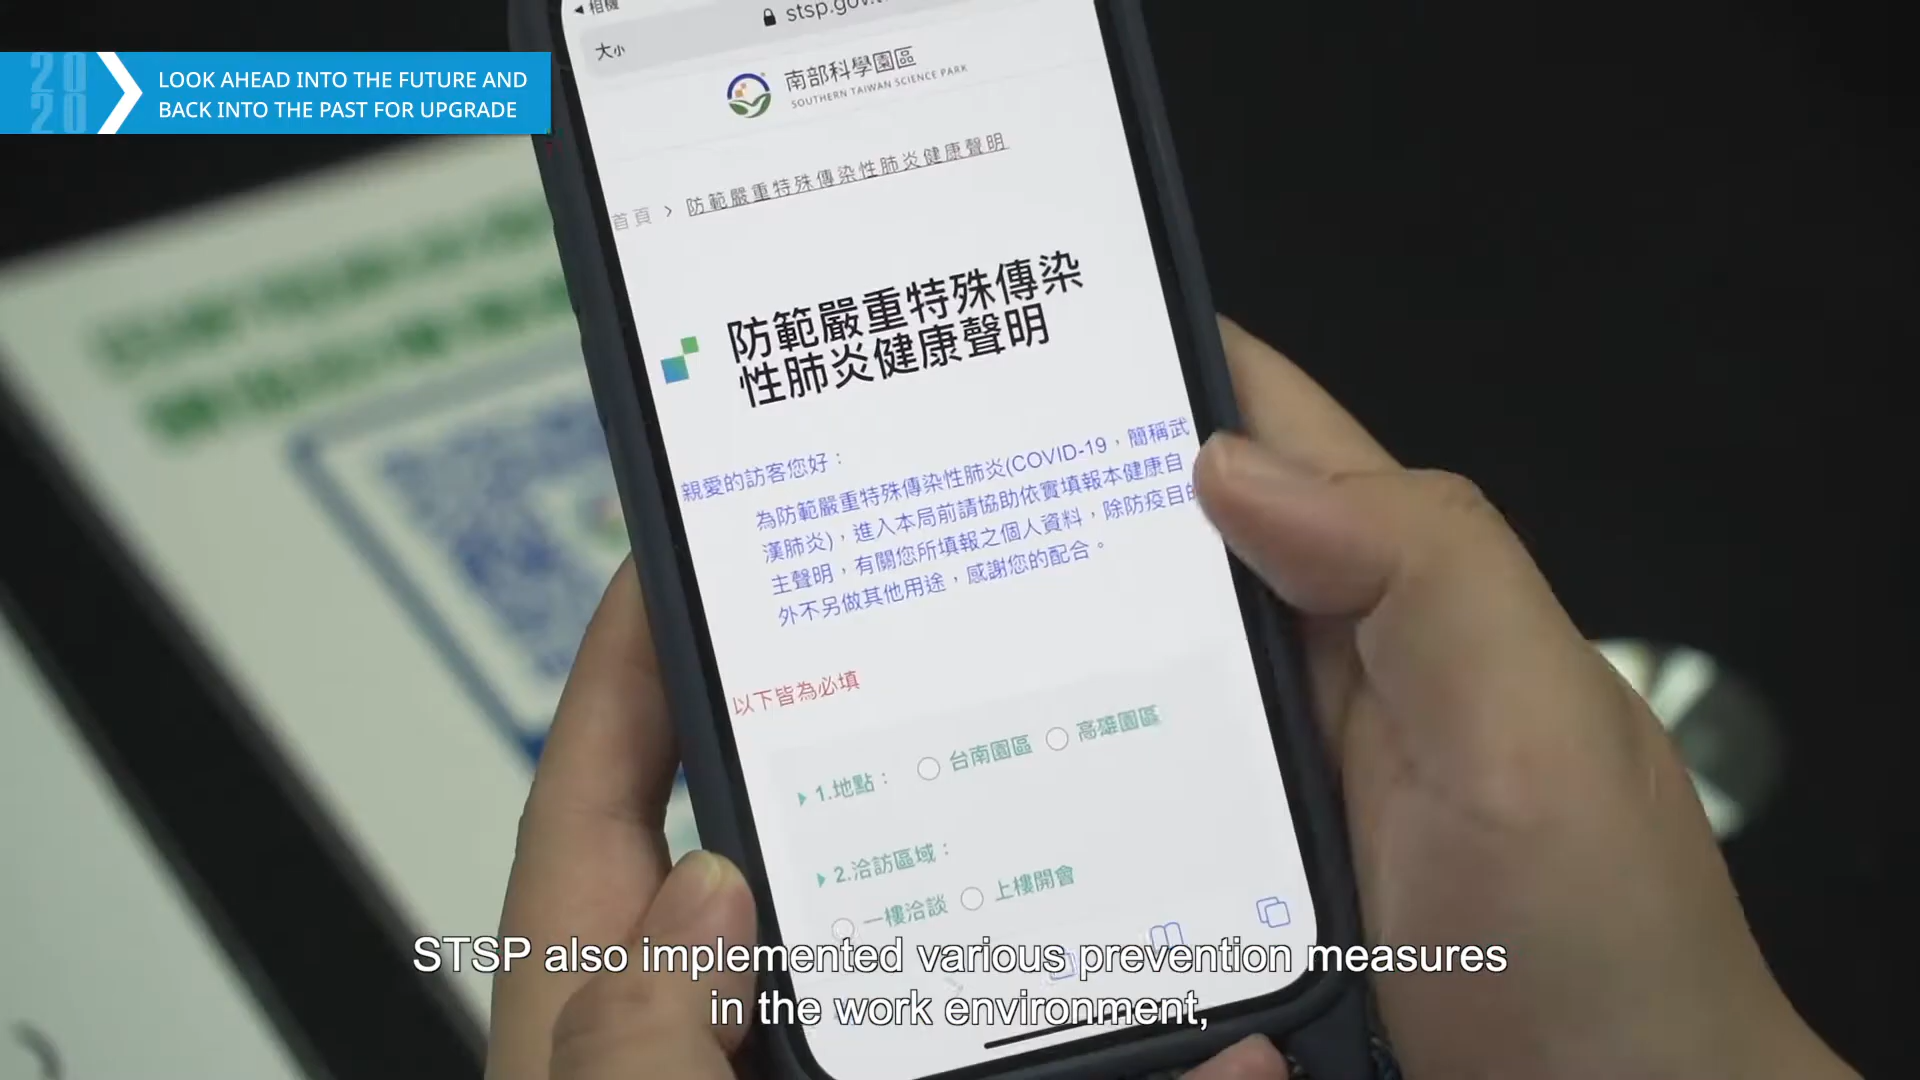 ◀ 相機
大小
stsp.gov.t
20
20
LOOK AHEAD INTO THE FUTURE AND
BACK INTO THE PAST FOR UPGRADE
南部科學園區
SOUTHERN TAIWAN SCIENCE PARK
首頁 > 防範嚴重特殊傳染性肺炎健康聲明
防範嚴重特殊傳染
性肺炎健康聲明
親愛的訪客您好：
為防範嚴重特殊傳染性肺炎(COVID-19，簡稱武
漢肺炎)，進入本局前請協助依實填報本健康自
主聲明，有關您所填報之個人資料，除防疫目的
外不另做其他用途，感謝您的配合。
以下皆為必填
1.地點： 台南園區 高雄園區
2.洽訪區域：
一樓洽談 上樓開會
STSP also implemented various prevention measures
in the work environment,